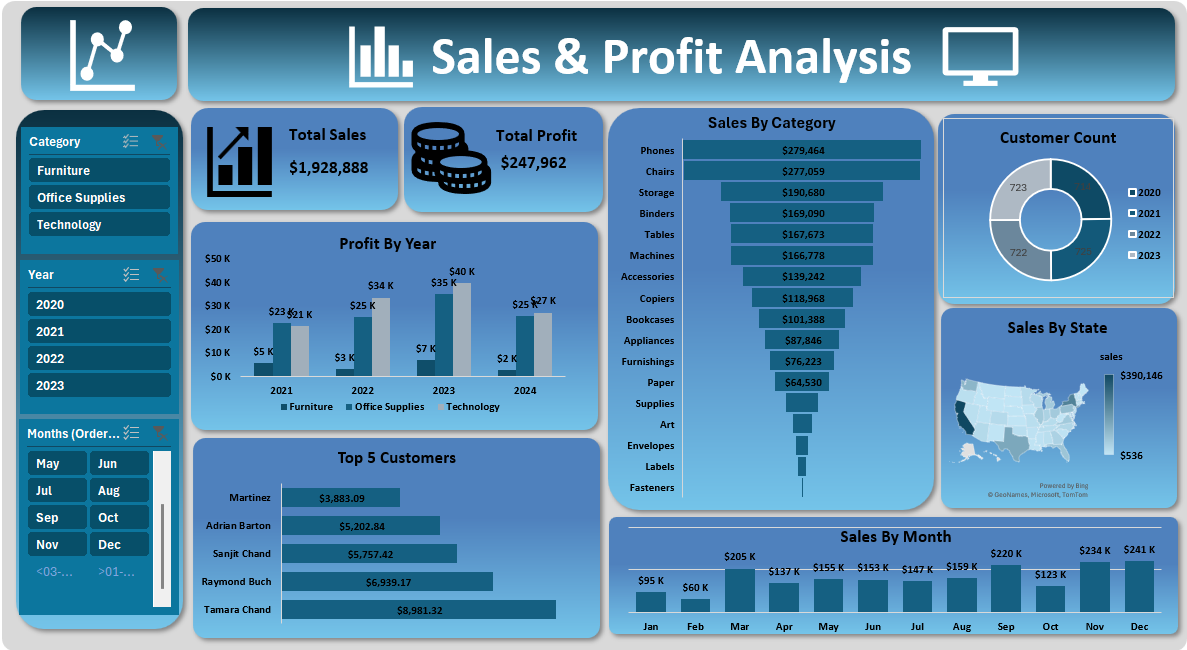 Sales & Profit Analysis
Category
Furniture
Office Supplies
Technology
Year
2020
2021
2022
2023
Months (Order...
May Jun
Jul Aug
Sep Oct
Nov Dec
<03-... >01-...
Total Sales
$1,928,888
Total Profit
$247,962
Profit By Year
$50 K
$40 K
$30 K
$20 K
$10 K
$0 K
$5 K $23 K $21 K
$3 K $25 K $34 K
$7 K $35 K $40 K
$2 K $25 K $27 K
2021 2022 2023 2024
Furniture Office Supplies Technology
Top 5 Customers
Martinez $3,883.09
Adrian Barton $5,202.84
Sanjit Chand $5,757.42
Raymond Buch $6,939.17
Tamara Chand $8,981.32
Sales By Category
Phones $279,464
Chairs $277,059
Storage $190,680
Binders $169,090
Tables $167,673
Machines $166,778
Accessories $139,242
Copiers $118,968
Bookcases $101,388
Appliances $87,846
Furnishings $76,223
Paper $64,530
Supplies
Art
Envelopes
Labels
Fasteners
Customer Count
723
722
2020
2021
2022
2023
Sales By State
sales
$390,146
$536
Powered by Bing
© GeoNames, Microsoft, TomTom
Sales By Month
$95 K $60 K $205 K $137 K $155 K $153 K $147 K $159 K $220 K $123 K $234 K $241 K
Jan Feb Mar Apr May Jun Jul Aug Sep Oct Nov Dec